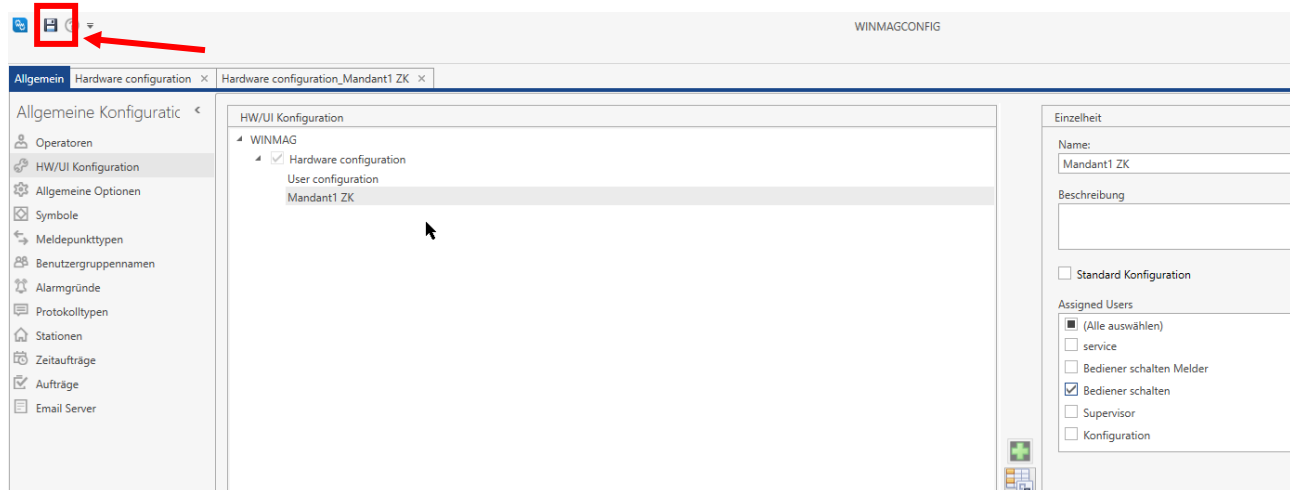 WINMAGCONFIG
Allgemein Hardware configuration × Hardware configuration_Mandant1 ZK ×
Allgemeine Konfiguratic
Operatoren
HW/UI Konfiguration
Allgemeine Optionen
Symbole
Meldepunkttypen
Benutzergruppennamen
Alarmgründe
Protokolltypen
Stationen
Zeitaufträge
Aufträge
Email Server
HW/UI Konfiguration
WINMAG
Hardware configuration
User configuration
Mandant1 ZK
Einzelheit
Name:
Mandant1 ZK
Beschreibung
Standard Konfiguration
Assigned Users
(Alle auswählen)
service
Bediener schalten Melder
Bediener schalten
Supervisor
Konfiguration